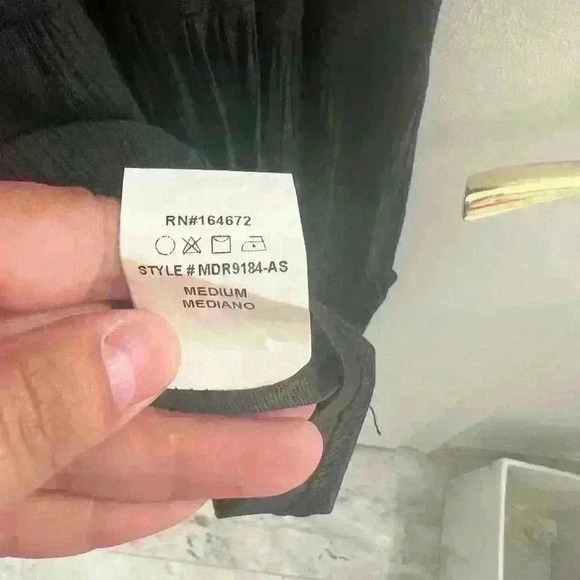 RN#164672
STYLE # MDR9184-AS
MEDIUM
MEDIANO